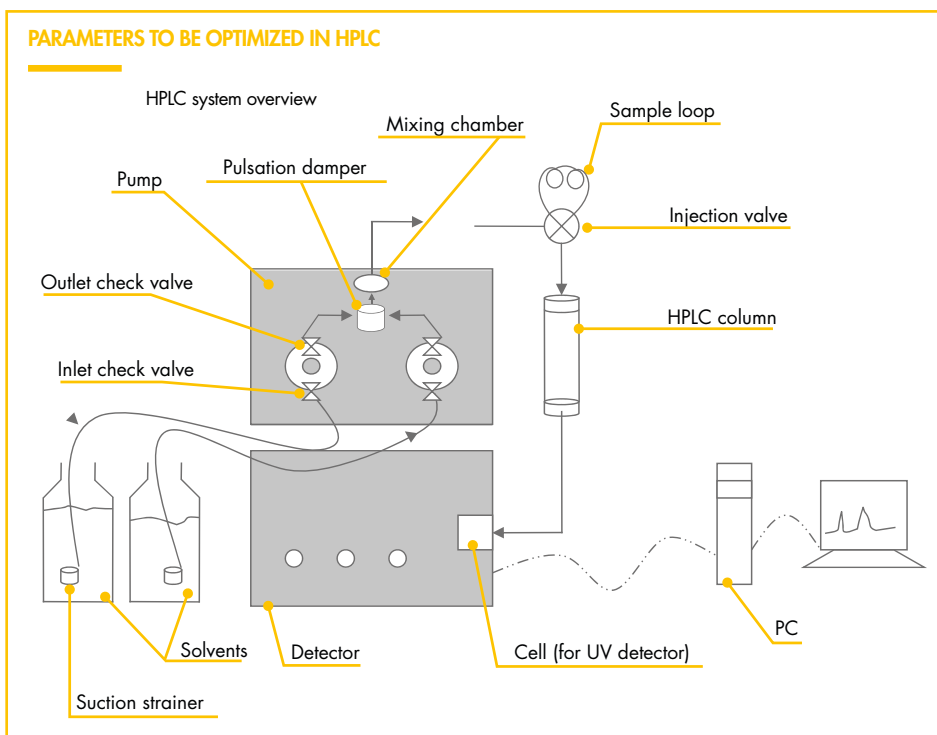 PARAMETERS TO BE OPTIMIZED IN HPLC
HPLC system overview
Sample loop
Mixing chamber
Pulsation damper
Pump
Injection valve
Outlet check valve
HPLC column
Inlet check valve
PC
Solvents
Detector
Cell (for UV detector)
Suction strainer